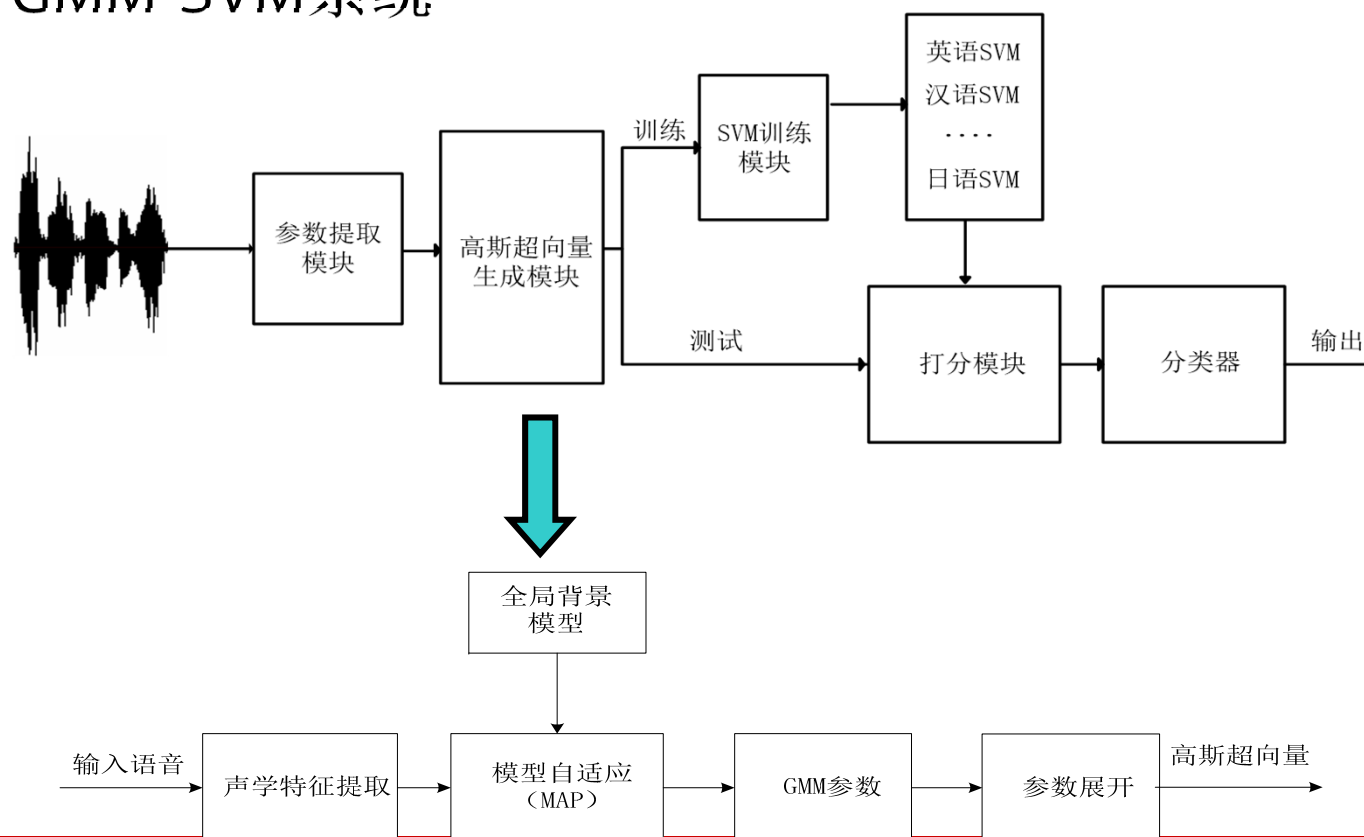 GMM-SVM系统
英语SVM
汉语SVM
....
日语SVM
训练
SVM训练
模块
参数提取
模块
高斯超向量
生成模块
测试
打分模块
分类器
输出
全局背景
模型
输入语音
声学特征提取
模型自适应
（MAP）
GMM参数
参数展开
高斯超向量